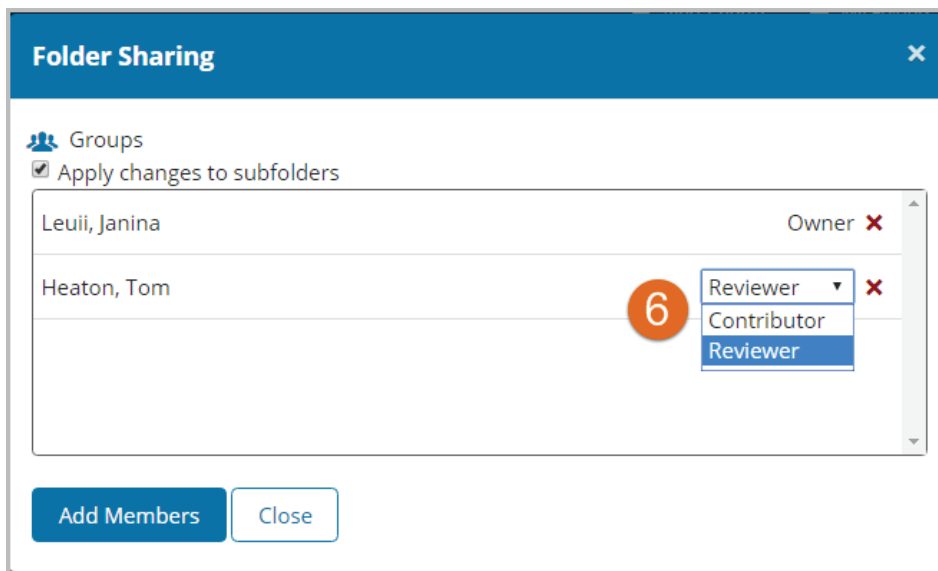 Folder Sharing ×
Groups
Apply changes to subfolders
Leuii, Janina Owner ×
Heaton, Tom Reviewer ×
6
Contributor
Reviewer
Add Members Close